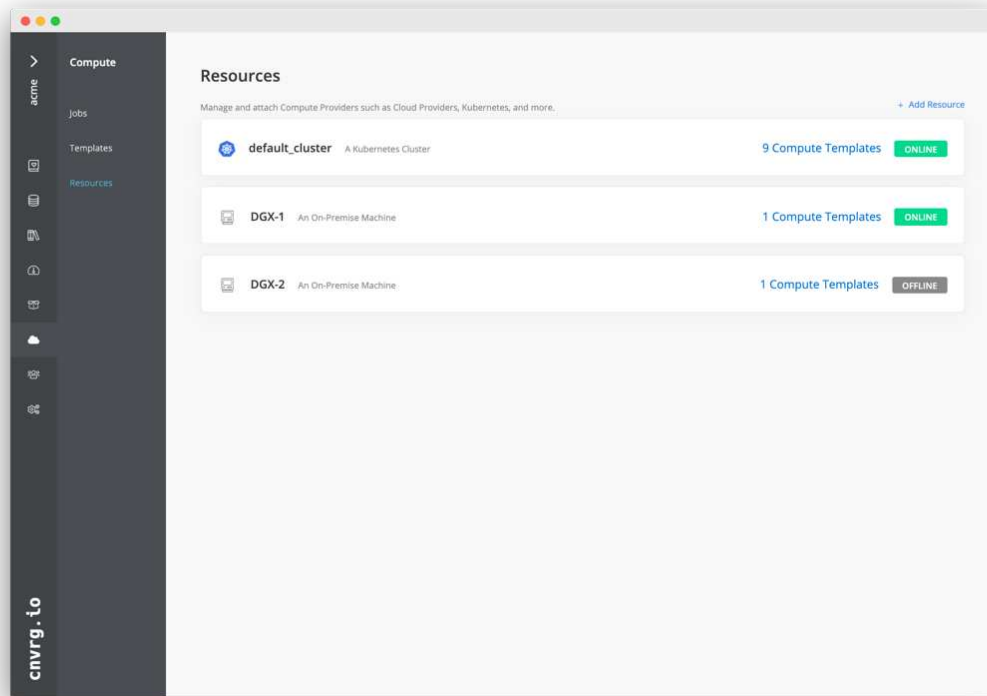 acme
cnvrg.io
Compute
Jobs
Templates
Resources
Resources
Manage and attach Compute Providers such as Cloud Providers, Kubernetes, and more.
+ Add Resource
default_cluster A Kubernetes Cluster 9 Compute Templates ONLINE
DGX-1 An On-Premise Machine 1 Compute Templates ONLINE
DGX-2 An On-Premise Machine 1 Compute Templates OFFLINE